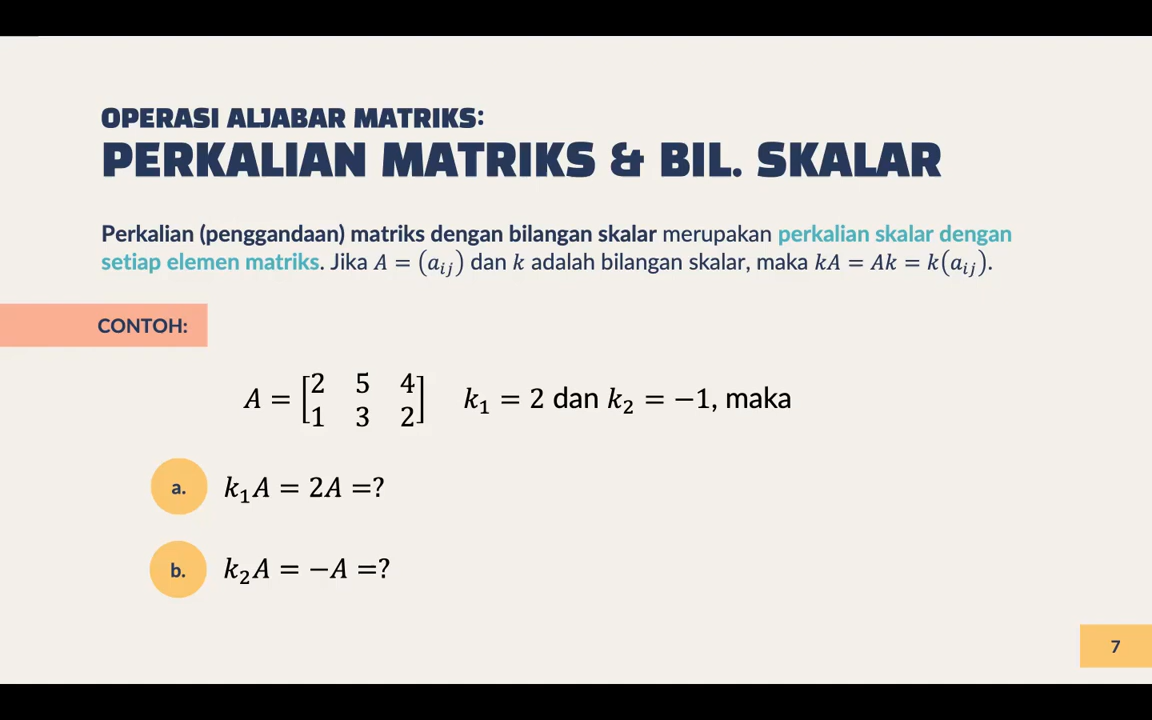 OPERASI ALJABAR MATRIKS:
PERKALIAN MATRIKS & BIL. SKALAR
Perkalian (penggandaan) matriks dengan bilangan skalar merupakan perkalian skalar dengan
setiap elemen matriks. Jika A = (aᵢⱼ) dan k adalah bilangan skalar, maka kA = Ak = k(aᵢⱼ).
CONTOH:
A = [2 5 4
1 3 2] k₁ = 2 dan k₂ = −1, maka
a. k₁A = 2A =?
b. k₂A = −A =?
7